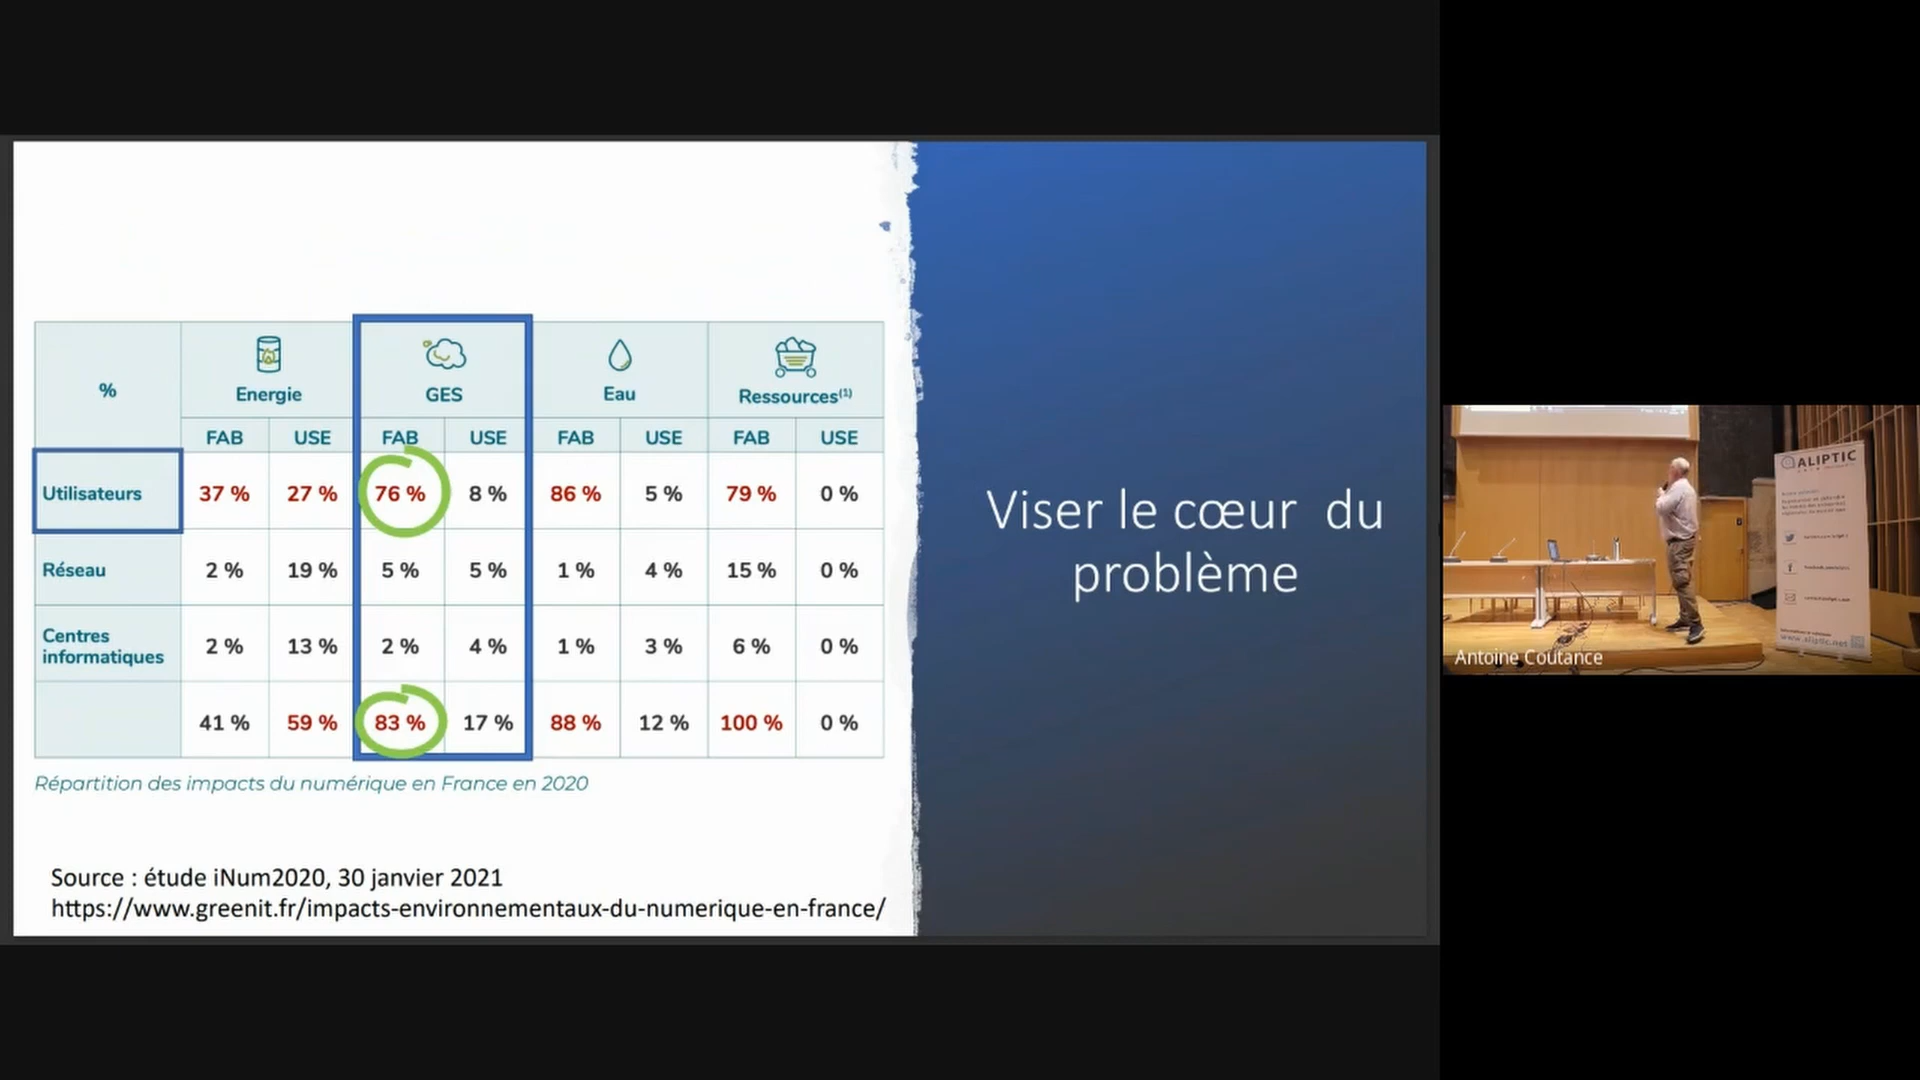 %
Energie
GES
Eau
Ressources(1)
FAB USE FAB USE FAB USE FAB USE
Utilisateurs 37 % 27 % 76 % 8 % 86 % 5 % 79 % 0 %
Réseau 2 % 19 % 5 % 5 % 1 % 4 % 15 % 0 %
Centres
informatiques 2 % 13 % 2 % 4 % 1 % 3 % 6 % 0 %
41 % 59 % 83 % 17 % 88 % 12 % 100 % 0 %
Répartition des impacts du numérique en France en 2020
Source : étude iNum2020, 30 janvier 2021
https://www.greenit.fr/impacts-environnementaux-du-numerique-en-france/
Viser le cœur du
problème
ALIPTIC
www.aliptic.net
Antoine Coutance